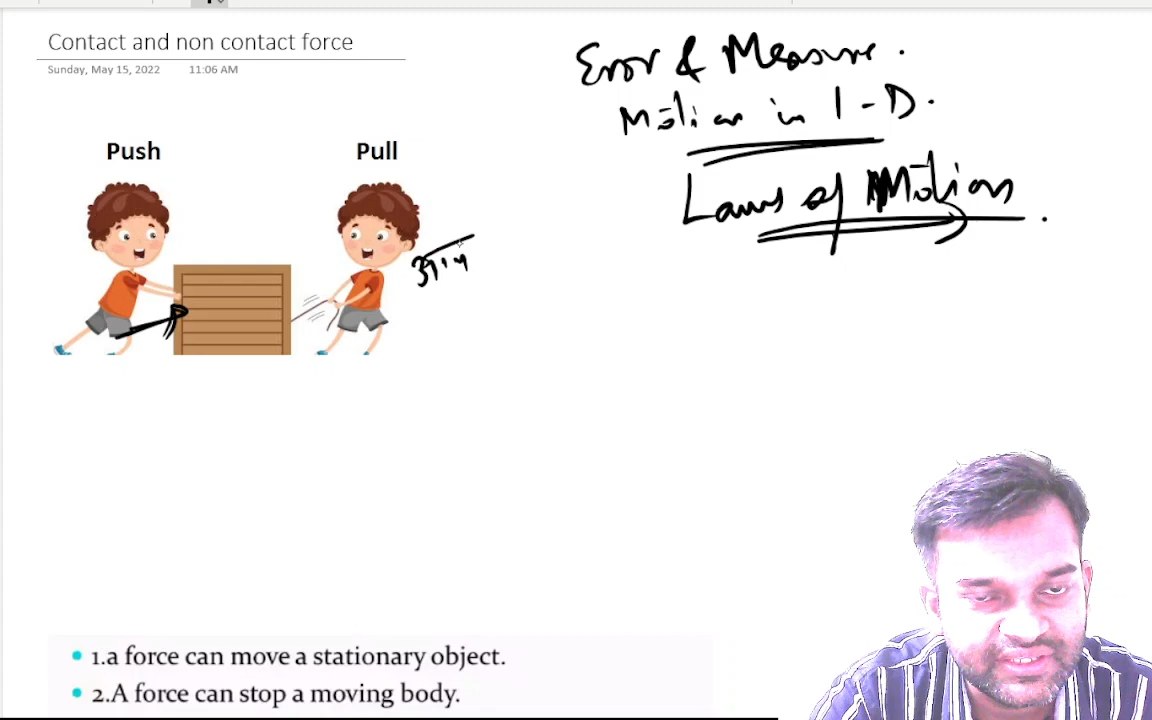 Contact and non contact force
Sunday, May 15, 2022 11:06 AM
Error & Measure.
Motion in 1-D.
Laws of Motion.
Push Pull
1.a force can move a stationary object.
2.A force can stop a moving body.